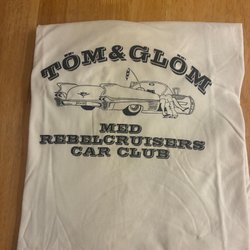 TÖM & GLÖM
MED
REBELCRUISERS
CAR CLUB